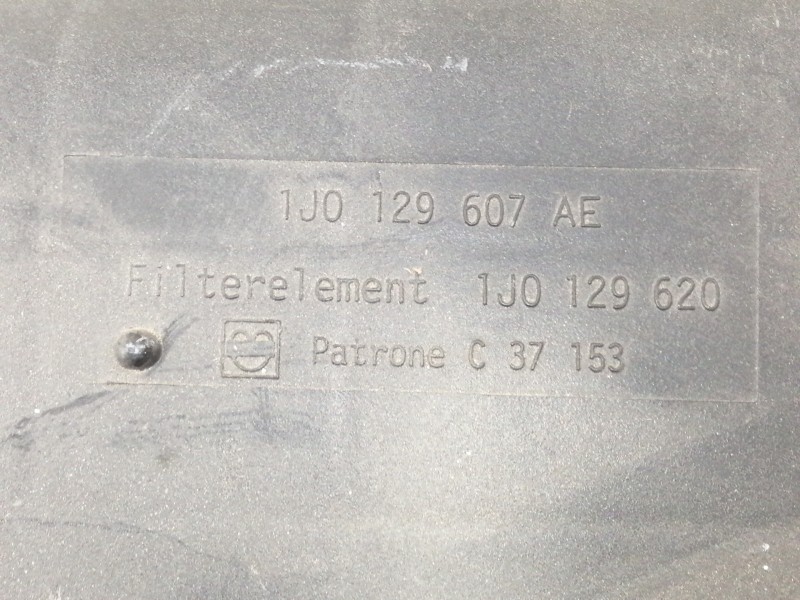 1J0 129 607 AE
Filterelement 1J0 129 620
Patrone C 37 153